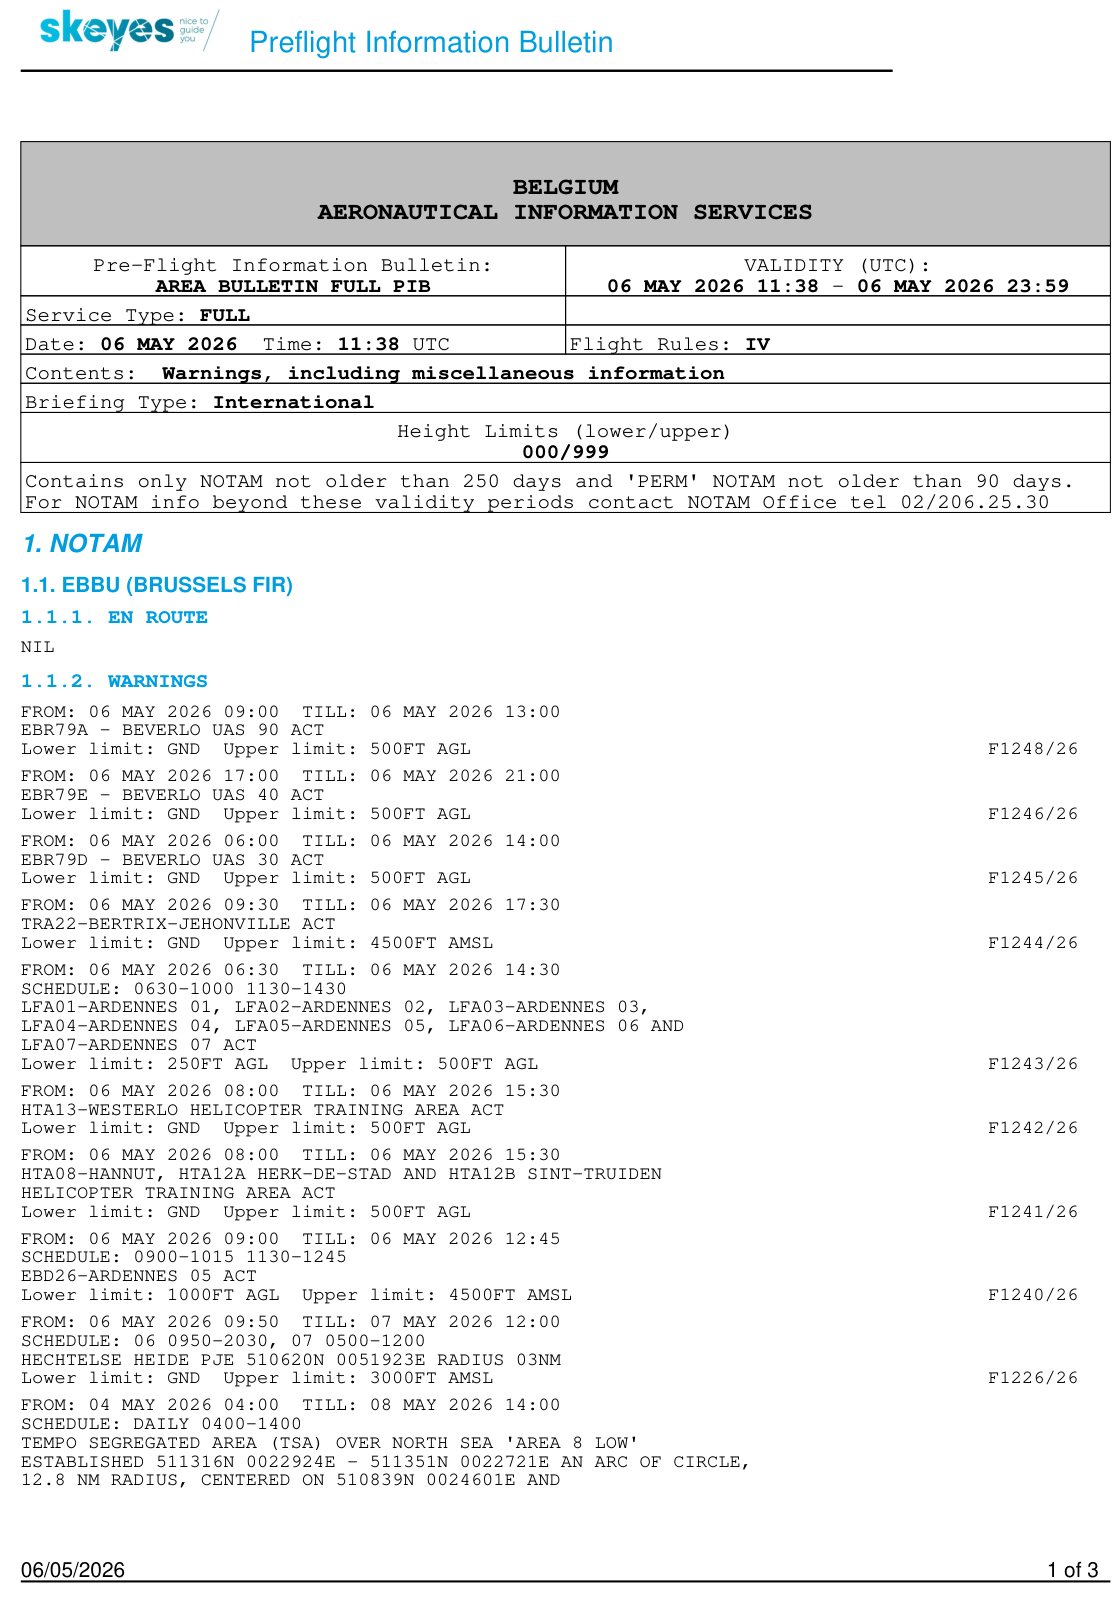 skeyes nice to guide you
Preflight Information Bulletin
BELGIUM
AERONAUTICAL INFORMATION SERVICES
Pre-Flight Information Bulletin:
AREA BULLETIN FULL PIB
VALIDITY (UTC):
06 MAY 2026 11:38 - 06 MAY 2026 23:59
Service Type: FULL
Date: 06 MAY 2026  Time: 11:38 UTC
Flight Rules: IV
Contents:  Warnings, including miscellaneous information
Briefing Type: International
Height Limits (lower/upper)
000/999
Contains only NOTAM not older than 250 days and 'PERM' NOTAM not older than 90 days.
For NOTAM info beyond these validity periods contact NOTAM Office tel 02/206.25.30
1. NOTAM
1.1. EBBU (BRUSSELS FIR)
1.1.1. EN ROUTE
NIL
1.1.2. WARNINGS
FROM: 06 MAY 2026 09:00  TILL: 06 MAY 2026 13:00
EBR79A - BEVERLO UAS 90 ACT
Lower limit: GND  Upper limit: 500FT AGL F1248/26
FROM: 06 MAY 2026 17:00  TILL: 06 MAY 2026 21:00
EBR79E - BEVERLO UAS 40 ACT
Lower limit: GND  Upper limit: 500FT AGL F1246/26
FROM: 06 MAY 2026 06:00  TILL: 06 MAY 2026 14:00
EBR79D - BEVERLO UAS 30 ACT
Lower limit: GND  Upper limit: 500FT AGL F1245/26
FROM: 06 MAY 2026 09:30  TILL: 06 MAY 2026 17:30
TRA22-BERTRIX-JEHONVILLE ACT
Lower limit: GND  Upper limit: 4500FT AMSL F1244/26
FROM: 06 MAY 2026 06:30  TILL: 06 MAY 2026 14:30
SCHEDULE: 0630-1000 1130-1430
LFA01-ARDENNES 01, LFA02-ARDENNES 02, LFA03-ARDENNES 03,
LFA04-ARDENNES 04, LFA05-ARDENNES 05, LFA06-ARDENNES 06 AND
LFA07-ARDENNES 07 ACT
Lower limit: 250FT AGL  Upper limit: 500FT AGL F1243/26
FROM: 06 MAY 2026 08:00  TILL: 06 MAY 2026 15:30
HTA13-WESTERLO HELICOPTER TRAINING AREA ACT
Lower limit: GND  Upper limit: 500FT AGL F1242/26
FROM: 06 MAY 2026 08:00  TILL: 06 MAY 2026 15:30
HTA08-HANNUT, HTA12A HERK-DE-STAD AND HTA12B SINT-TRUIDEN
HELICOPTER TRAINING AREA ACT
Lower limit: GND  Upper limit: 500FT AGL F1241/26
FROM: 06 MAY 2026 09:00  TILL: 06 MAY 2026 12:45
SCHEDULE: 0900-1015 1130-1245
EBD26-ARDENNES 05 ACT
Lower limit: 1000FT AGL  Upper limit: 4500FT AMSL F1240/26
FROM: 06 MAY 2026 09:50  TILL: 07 MAY 2026 12:00
SCHEDULE: 06 0950-2030, 07 0500-1200
HECHTELSE HEIDE PJE 510620N 0051923E RADIUS 03NM
Lower limit: GND  Upper limit: 3000FT AMSL F1226/26
FROM: 04 MAY 2026 04:00  TILL: 08 MAY 2026 14:00
SCHEDULE: DAILY 0400-1400
TEMPO SEGREGATED AREA (TSA) OVER NORTH SEA 'AREA 8 LOW'
ESTABLISHED 511316N 0022924E - 511351N 0022721E AN ARC OF CIRCLE,
12.8 NM RADIUS, CENTERED ON 510839N 0024601E AND
06/05/2026
1 of 3